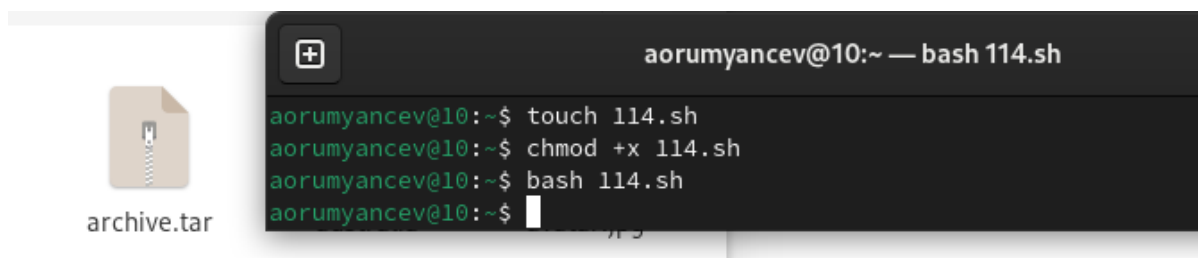 aorumyancev@10:~ — bash 114.sh
aorumyancev@10:~$ touch 114.sh
aorumyancev@10:~$ chmod +x 114.sh
aorumyancev@10:~$ bash 114.sh
aorumyancev@10:~$
archive.tar